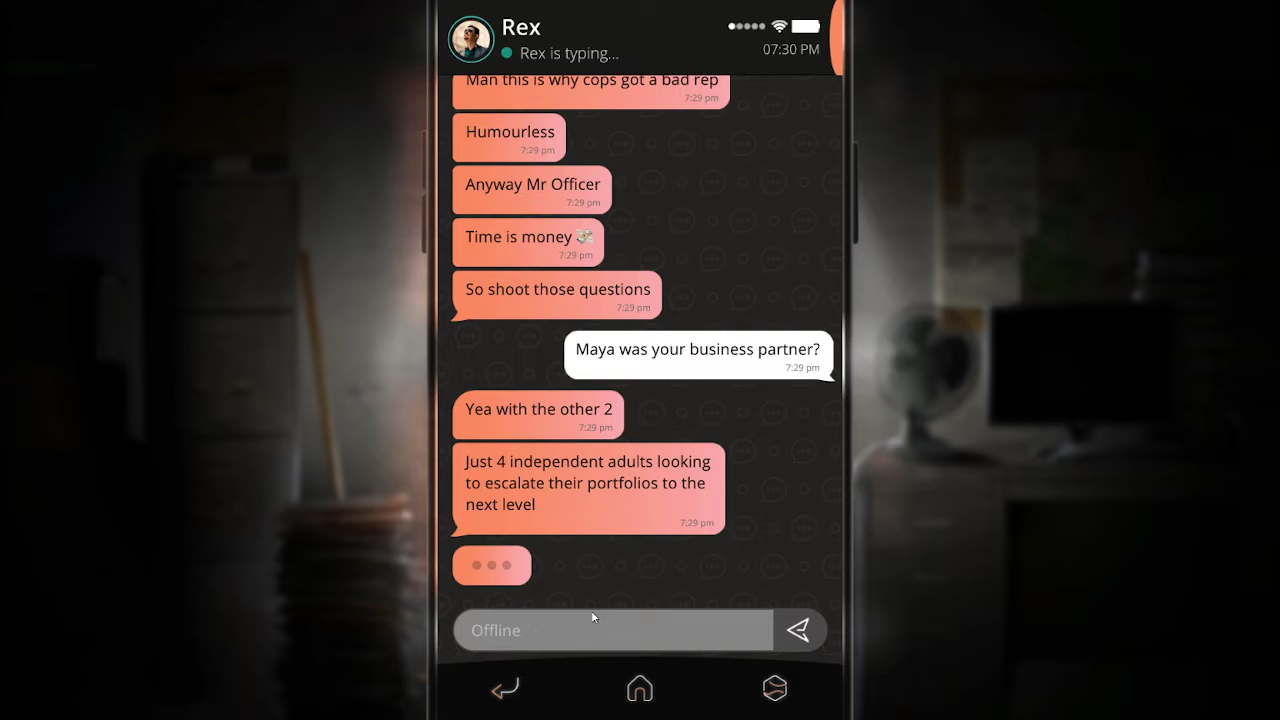 Rex
Rex is typing...
07:30 PM
Man this is why cops got a bad rep
7:29 pm
Humourless
7:29 pm
Anyway Mr Officer
7:29 pm
Time is money 💸
7:29 pm
So shoot those questions
7:29 pm
Maya was your business partner?
7:29 pm
Yea with the other 2
7:29 pm
Just 4 independent adults looking
to escalate their portfolios to the
next level
7:29 pm
Offline